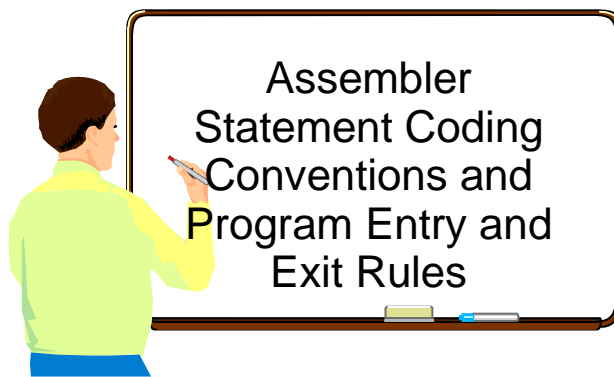 Assembler
Statement Coding
Conventions and
Program Entry and
Exit Rules